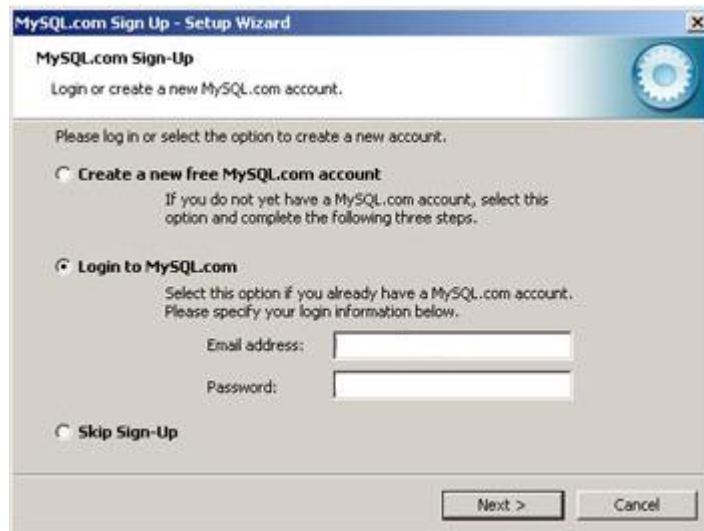 MySQL.com Sign Up - Setup Wizard
MySQL.com Sign-Up
Login or create a new MySQL.com account.
Please log in or select the option to create a new account.
Create a new free MySQL.com account
If you do not yet have a MySQL.com account, select this
option and complete the following three steps.
Login to MySQL.com
Select this option if you already have a MySQL.com account.
Please specify your login information below.
Email address:
Password:
Skip Sign-Up
Next > Cancel